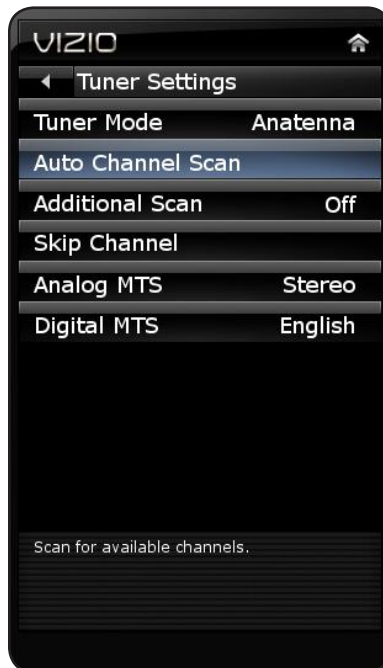 VIZIO
Tuner Settings
Tuner Mode Anatenna
Auto Channel Scan
Additional Scan Off
Skip Channel
Analog MTS Stereo
Digital MTS English
Scan for available channels.